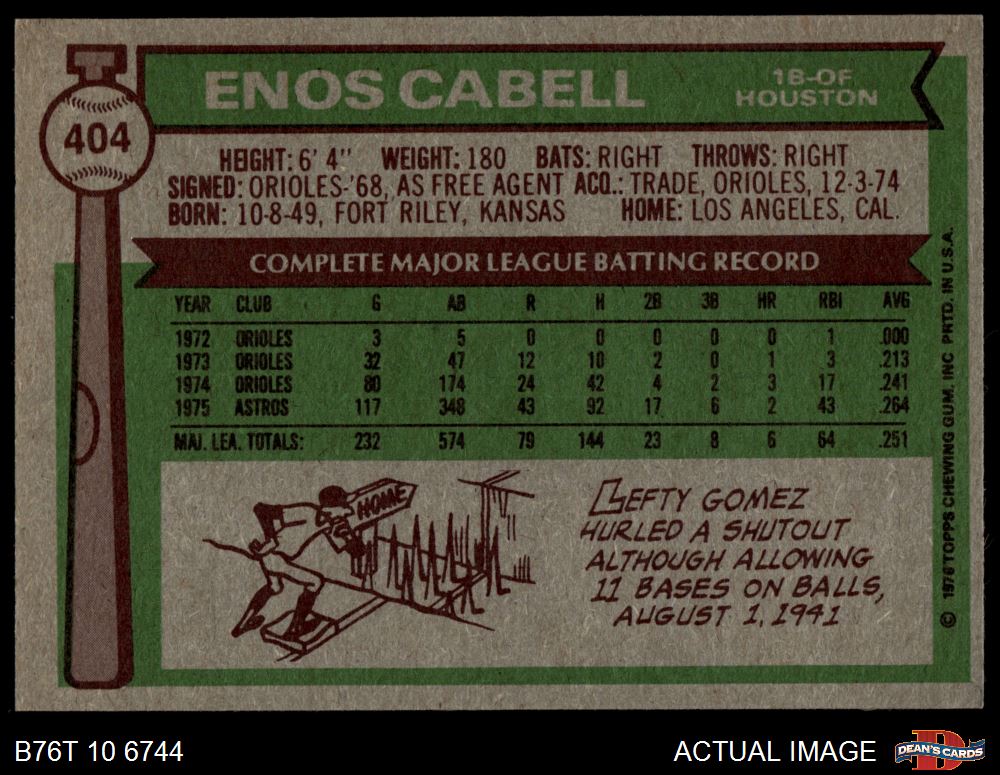 ENOS CABELL
1B-OF
HOUSTON
404
HEIGHT: 6' 4" WEIGHT: 180 BATS: RIGHT THROWS: RIGHT
SIGNED: ORIOLES-'68, AS FREE AGENT ACQ.: TRADE, ORIOLES, 12-3-74
BORN: 10-8-49, FORT RILEY, KANSAS HOME: LOS ANGELES, CAL.
COMPLETE MAJOR LEAGUE BATTING RECORD
YEAR CLUB G AB R H 2B 3B HR RBI AVG
1972 ORIOLES 3 5 0 0 0 0 0 1 .000
1973 ORIOLES 32 47 12 10 2 0 1 3 .213
1974 ORIOLES 80 174 24 42 4 2 3 17 .241
1975 ASTROS 117 348 43 92 17 6 2 43 .264
MAJ. LEA. TOTALS: 232 574 79 144 23 8 6 64 .251
HOME
LEFTY GOMEZ
HURLED A SHUTOUT
ALTHOUGH ALLOWING
11 BASES ON BALLS,
AUGUST 1, 1941
© 1976 TOPPS CHEWING GUM, INC PRTD. IN U.S.A.
B76T 10 6744
ACTUAL IMAGE
D
DEAN'S CARDS